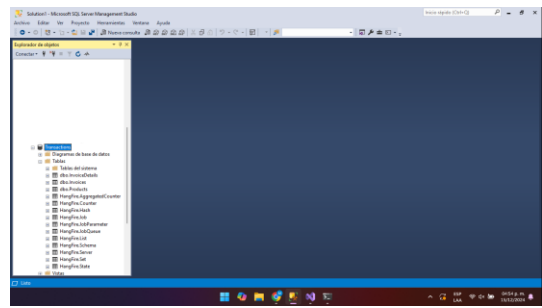 Solution1 - Microsoft SQL Server Management Studio
Inicio rápido (Ctrl+Q)
Archivo Editar Ver Proyecto Herramientas Ventana Ayuda
Nueva consulta
Explorador de objetos
Conectar
Transactions
Diagramas de base de datos
Tablas
Tablas del sistema
dbo.InvoiceDetails
dbo.Invoices
dbo.Products
HangFire.AggregatedCounter
HangFire.Counter
HangFire.Hash
HangFire.Job
HangFire.JobParameter
HangFire.JobQueue
HangFire.List
HangFire.Schema
HangFire.Server
HangFire.Set
HangFire.State
Vistas
Listo
ESP
LAA
04:54 p. m.